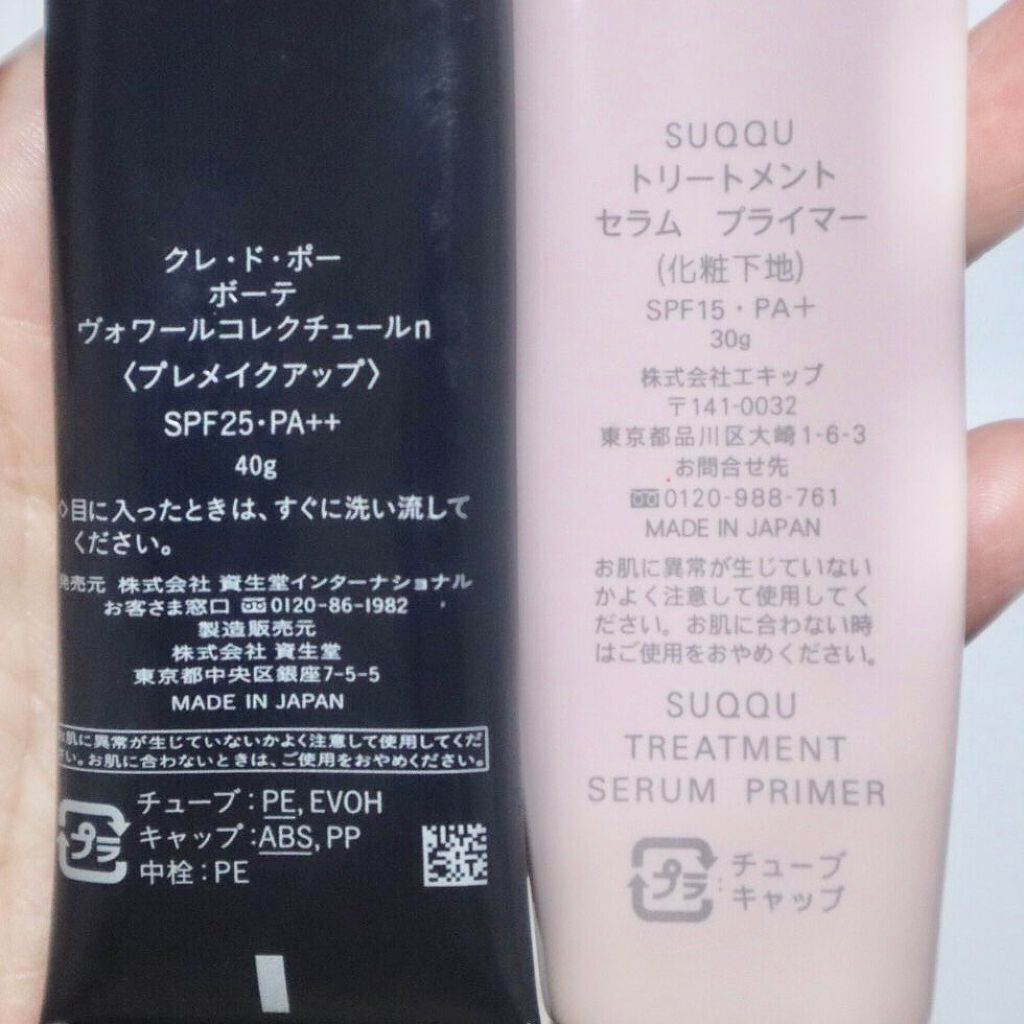 クレ・ド・ポー
ボーテ
ヴォワールコレクチュールn
〈プレメイクアップ〉
SPF25・PA++
40g
◇目に入ったときは、すぐに洗い流して
ください。
発売元 株式会社 資生堂インターナショナル
お客さま窓口 0120-86-1982
製造販売元
株式会社 資生堂
東京都中央区銀座7-5-5
MADE IN JAPAN
お肌に異常が生じていないかよく注意して使用してくだ
さい。お肌に合わないときは、ご使用をおやめください。
プラ
チューブ:PE,EVOH
キャップ:ABS,PP
中栓:PE
SUQQU
トリートメント
セラム プライマー
(化粧下地)
SPF15・PA+
30g
株式会社エキップ
〒141-0032
東京都品川区大崎1-6-3
お問合せ先
0120-988-761
MADE IN JAPAN
お肌に異常が生じていない
かよく注意して使用してく
ださい。お肌に合わない時
はご使用をおやめください。
SUQQU
TREATMENT
SERUM PRIMER
プラ:
チューブ
キャップ